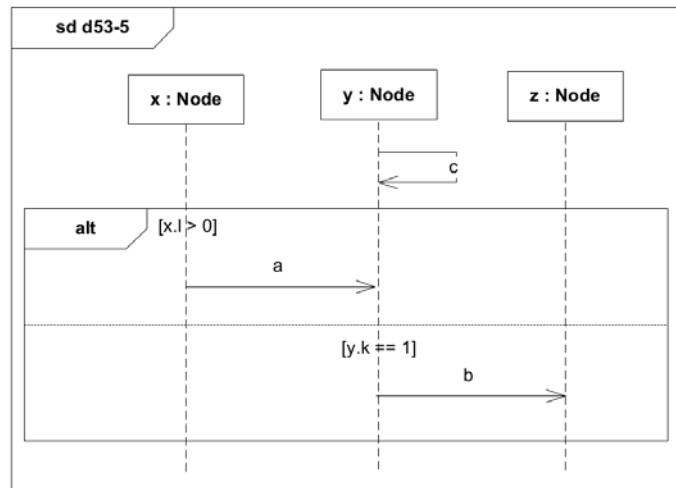 sd d53-5
x : Node
y : Node
z : Node
c
alt
[x.l > 0]
a
[y.k == 1]
b